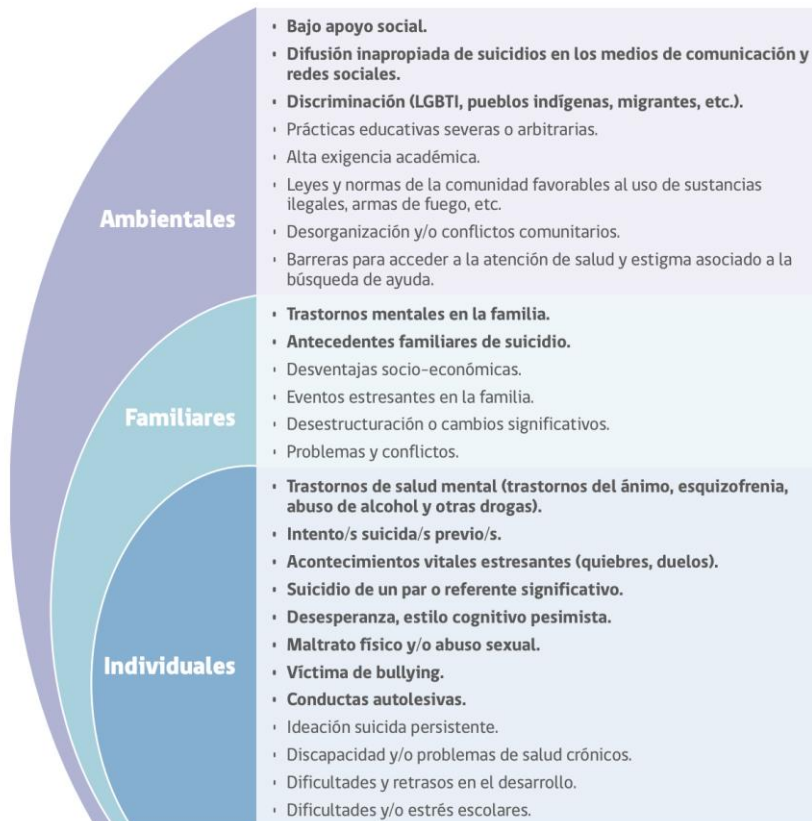 Ambientales
· Bajo apoyo social.
· Difusión inapropiada de suicidios en los medios de comunicación y
redes sociales.
· Discriminación (LGBTI, pueblos indígenas, migrantes, etc.).
· Prácticas educativas severas o arbitrarias.
· Alta exigencia académica.
· Leyes y normas de la comunidad favorables al uso de sustancias
ilegales, armas de fuego, etc.
· Desorganización y/o conflictos comunitarios.
· Barreras para acceder a la atención de salud y estigma asociado a la
búsqueda de ayuda.
Familiares
· Trastornos mentales en la familia.
· Antecedentes familiares de suicidio.
· Desventajas socio-económicas.
· Eventos estresantes en la familia.
· Desestructuración o cambios significativos.
· Problemas y conflictos.
Individuales
· Trastornos de salud mental (trastornos del ánimo, esquizofrenia,
abuso de alcohol y otras drogas).
· Intento/s suicida/s previo/s.
· Acontecimientos vitales estresantes (quiebres, duelos).
· Suicidio de un par o referente significativo.
· Desesperanza, estilo cognitivo pesimista.
· Maltrato físico y/o abuso sexual.
· Víctima de bullying.
· Conductas autolesivas.
· Ideación suicida persistente.
· Discapacidad y/o problemas de salud crónicos.
· Dificultades y retrasos en el desarrollo.
· Dificultades y/o estrés escolares.